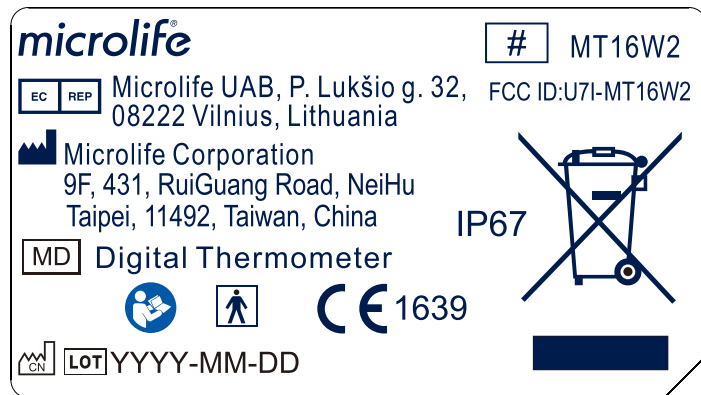 microlife®
# MT16W2
EC REP Microlife UAB, P. Lukšio g. 32,
08222 Vilnius, Lithuania
FCC ID:U7I-MT16W2
Microlife Corporation
9F, 431, RuiGuang Road, NeiHu
Taipei, 11492, Taiwan, China
IP67
MD Digital Thermometer
CE 1639
CN LOT YYYY-MM-DD